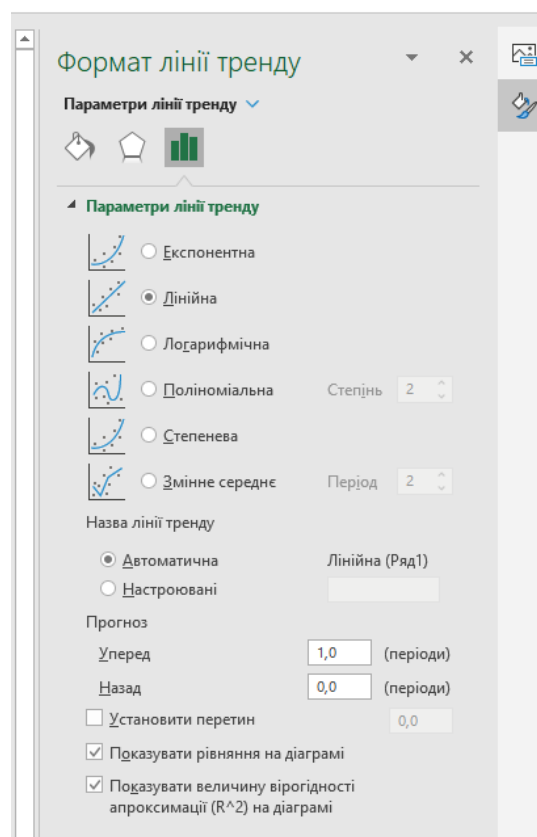 Формат лінії тренду
Параметри лінії тренду
Параметри лінії тренду
Експонентна
Лінійна
Логарифмічна
Поліноміальна Степінь 2
Степенева
Змінне середнє Період 2
Назва лінії тренду
Автоматична Лінійна (Ряд1)
Настроювані
Прогноз
Уперед 1,0 (періоди)
Назад 0,0 (періоди)
Установити перетин 0,0
Показувати рівняння на діаграмі
Показувати величину вірогідності
апроксимації (R^2) на діаграмі